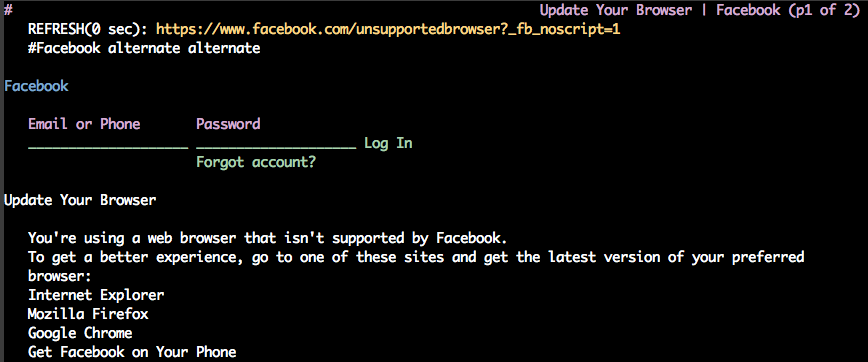 # Update Your Browser | Facebook (p1 of 2)
REFRESH(0 sec): https://www.facebook.com/unsupportedbrowser?_fb_noscript=1
#Facebook alternate alternate
Facebook
Email or Phone Password
____________________ ____________________ Log In
Forgot account?
Update Your Browser
You're using a web browser that isn't supported by Facebook.
To get a better experience, go to one of these sites and get the latest version of your preferred
browser:
Internet Explorer
Mozilla Firefox
Google Chrome
Get Facebook on Your Phone